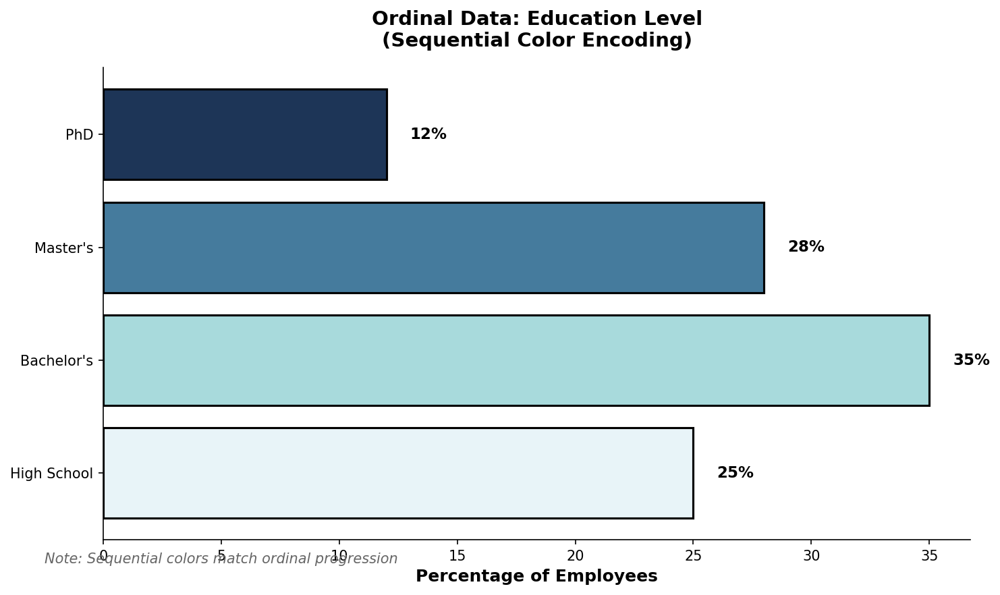 Ordinal Data: Education Level
(Sequential Color Encoding)
PhD
12%
Master's
28%
Bachelor's
35%
High School
25%
0 5 10 15 20 25 30 35
Note: Sequential colors match ordinal progression
Percentage of Employees